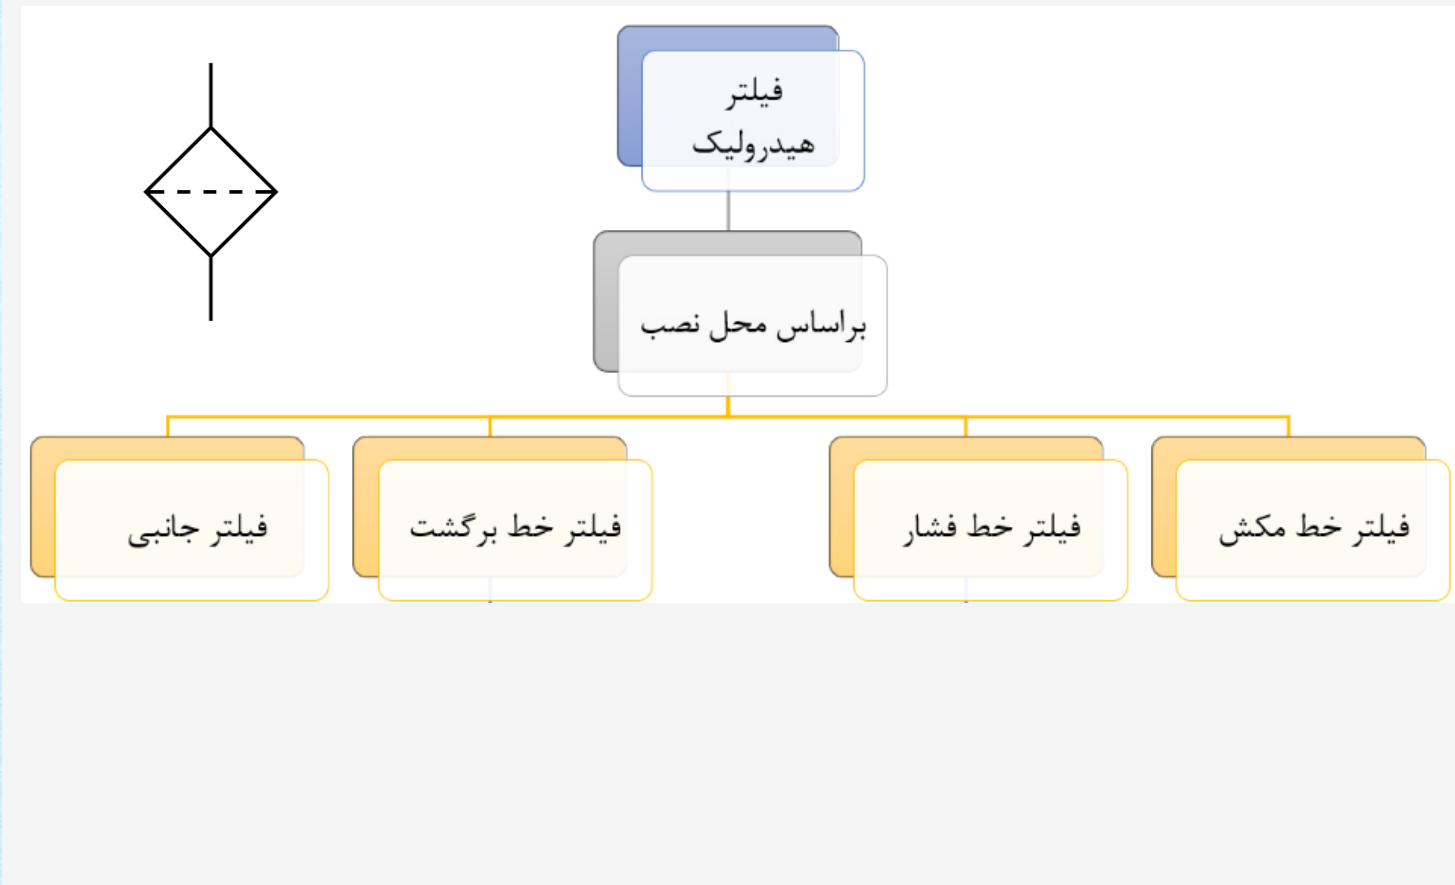 فیلتر
هیدرولیک
براساس محل نصب
فیلتر خط مکش
فیلتر خط فشار
فیلتر خط برگشت
فیلتر جانبی